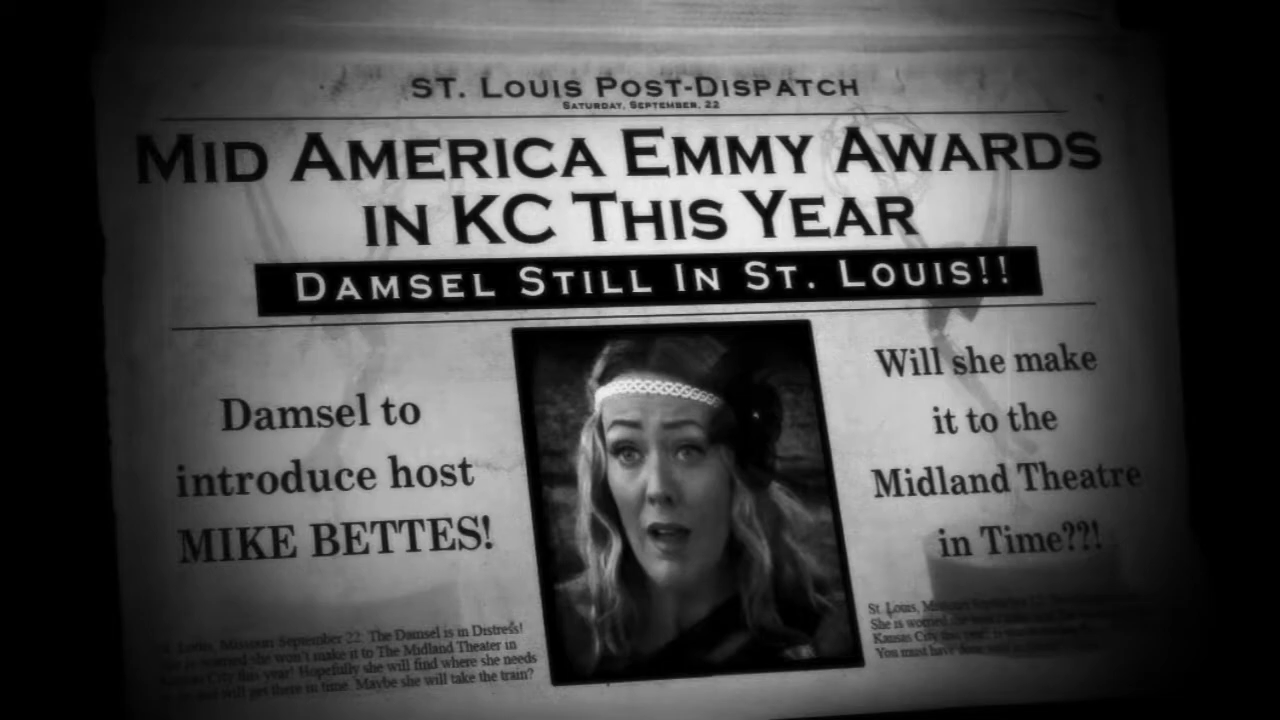 ST. LOUIS POST-DISPATCH
SATURDAY, SEPTEMBER, 22
MID AMERICA EMMY AWARDS
IN KC THIS YEAR
DAMSEL STILL IN ST. LOUIS!!
Damsel to
introduce host
MIKE BETTES!
Will she make
it to the
Midland Theatre
in Time??!
Louis, Missouri September 22: The Damsel is in Distress!
she won't make it to The Midland Theater in
City this year! Hopefully she will find where she needs
will get there in time. Maybe she will take the train?
St. Louis, September
She is worried
Kansas City this year!
You must have